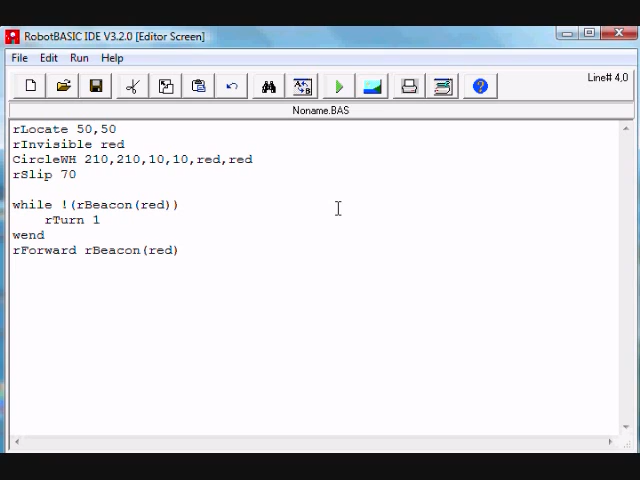 RobotBASIC IDE V3.2.0 [Editor Screen]
File Edit Run Help
Line# 4,0
Noname.BAS
rLocate 50,50
rInvisible red
CircleWH 210,210,10,10,red,red
rSlip 70
while !(rBeacon(red))
rTurn 1
wend
rForward rBeacon(red)